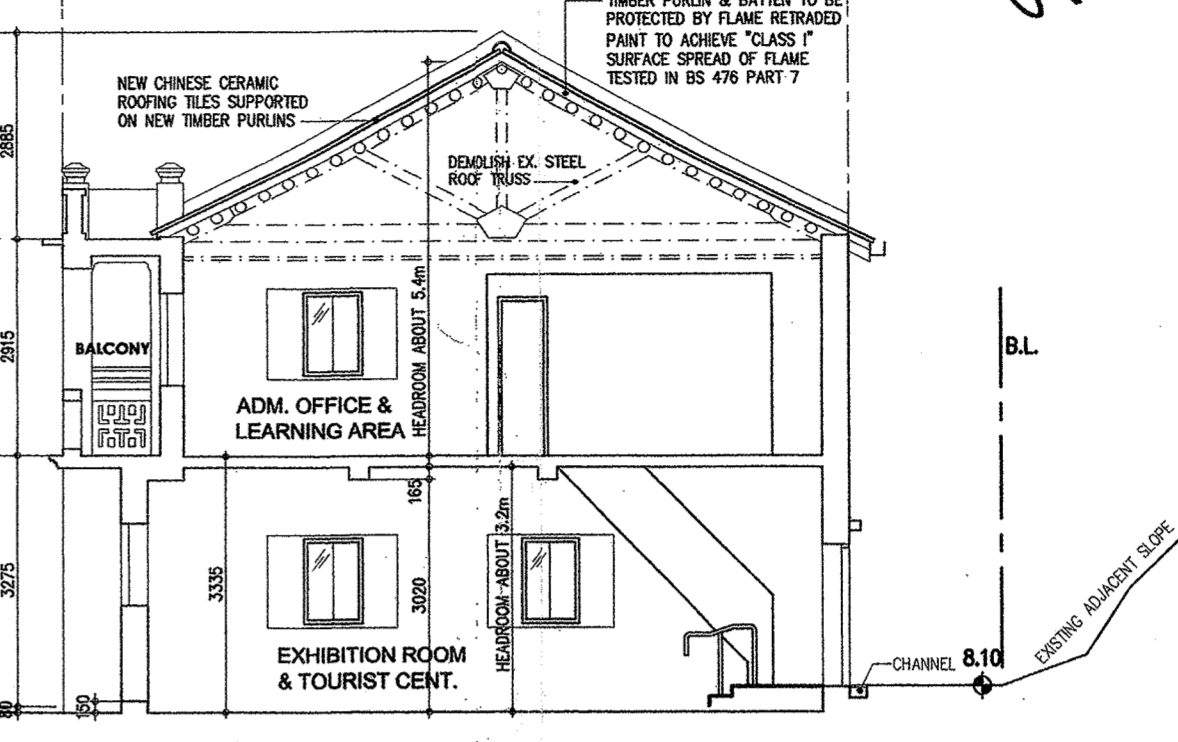 TIMBER PURLIN & BATTEN TO BE
PROTECTED BY FLAME RETRADED
PAINT TO ACHIEVE "CLASS I"
SURFACE SPREAD OF FLAME
TESTED IN BS 476 PART 7
NEW CHINESE CERAMIC
ROOFING TILES SUPPORTED
ON NEW TIMBER PURLINS
2885
DEMOLISH EX. STEEL
ROOF TRUSS
2915
BALCONY
HEADROOM ABOUT 5.4m
ADM. OFFICE &
LEARNING AREA
B.L.
165
3275
3335
3020
HEADROOM ABOUT 3.2m
EXHIBITION ROOM
& TOURIST CENT.
EXISTING ADJACENT SLOPE
CHANNEL
8.10
80
150